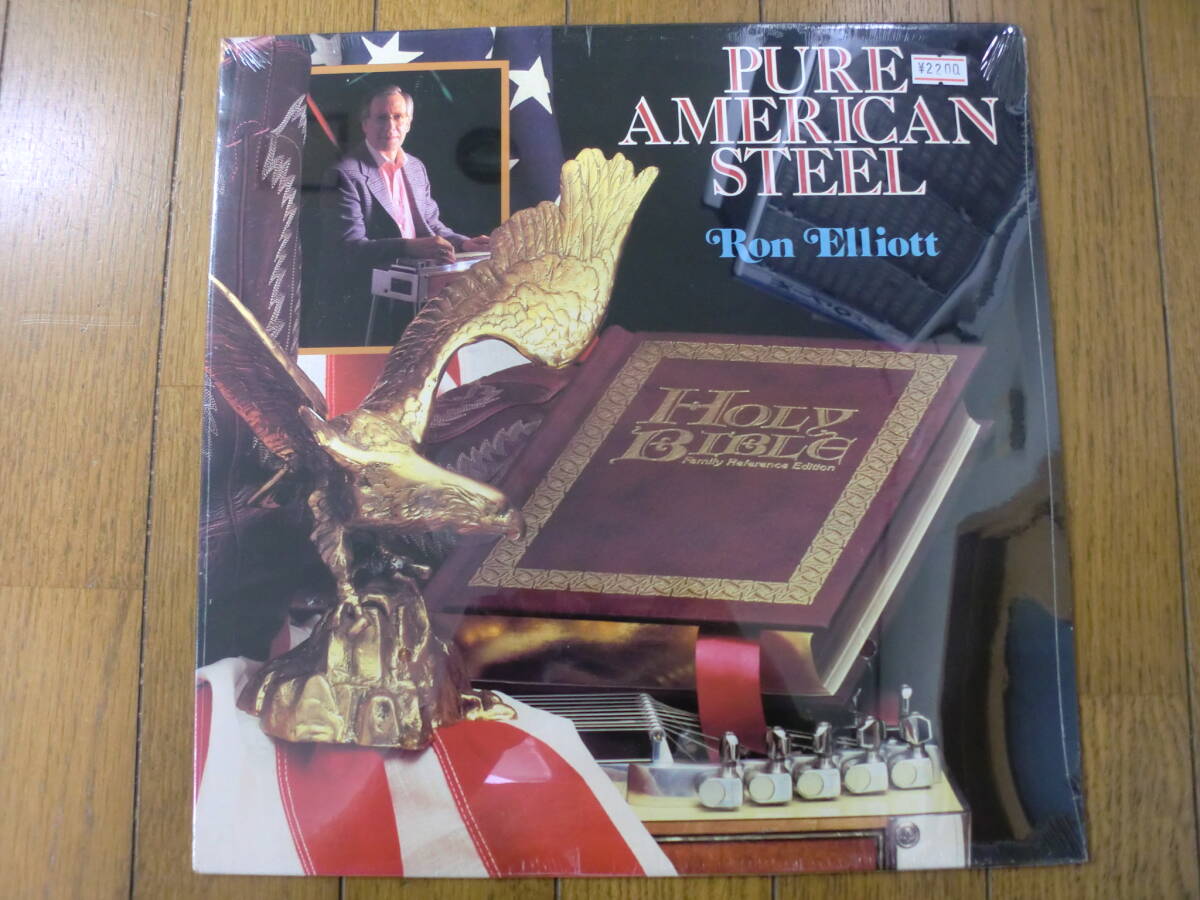 PURE
AMERICAN
STEEL
¥2200
Ron Elliott
HOLY
BIBLE
Family Reference Edition